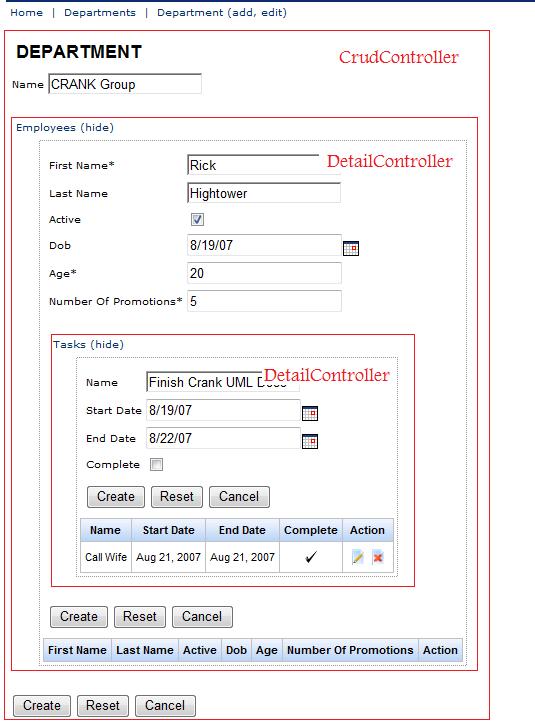 Home | Departments | Department (add, edit)
DEPARTMENT
CrudController
Name CRANK Group
Employees (hide)
First Name* Rick
DetailController
Last Name Hightower
Active
Dob 8/19/07
Age* 20
Number Of Promotions* 5
Tasks (hide)
Name Finish Crank UML
DetailController
Start Date 8/19/07
End Date 8/22/07
Complete
Create Reset Cancel
Name Start Date End Date Complete Action
Call Wife Aug 21, 2007 Aug 21, 2007
Create Reset Cancel
First Name Last Name Active Dob Age Number Of Promotions Action
Create Reset Cancel